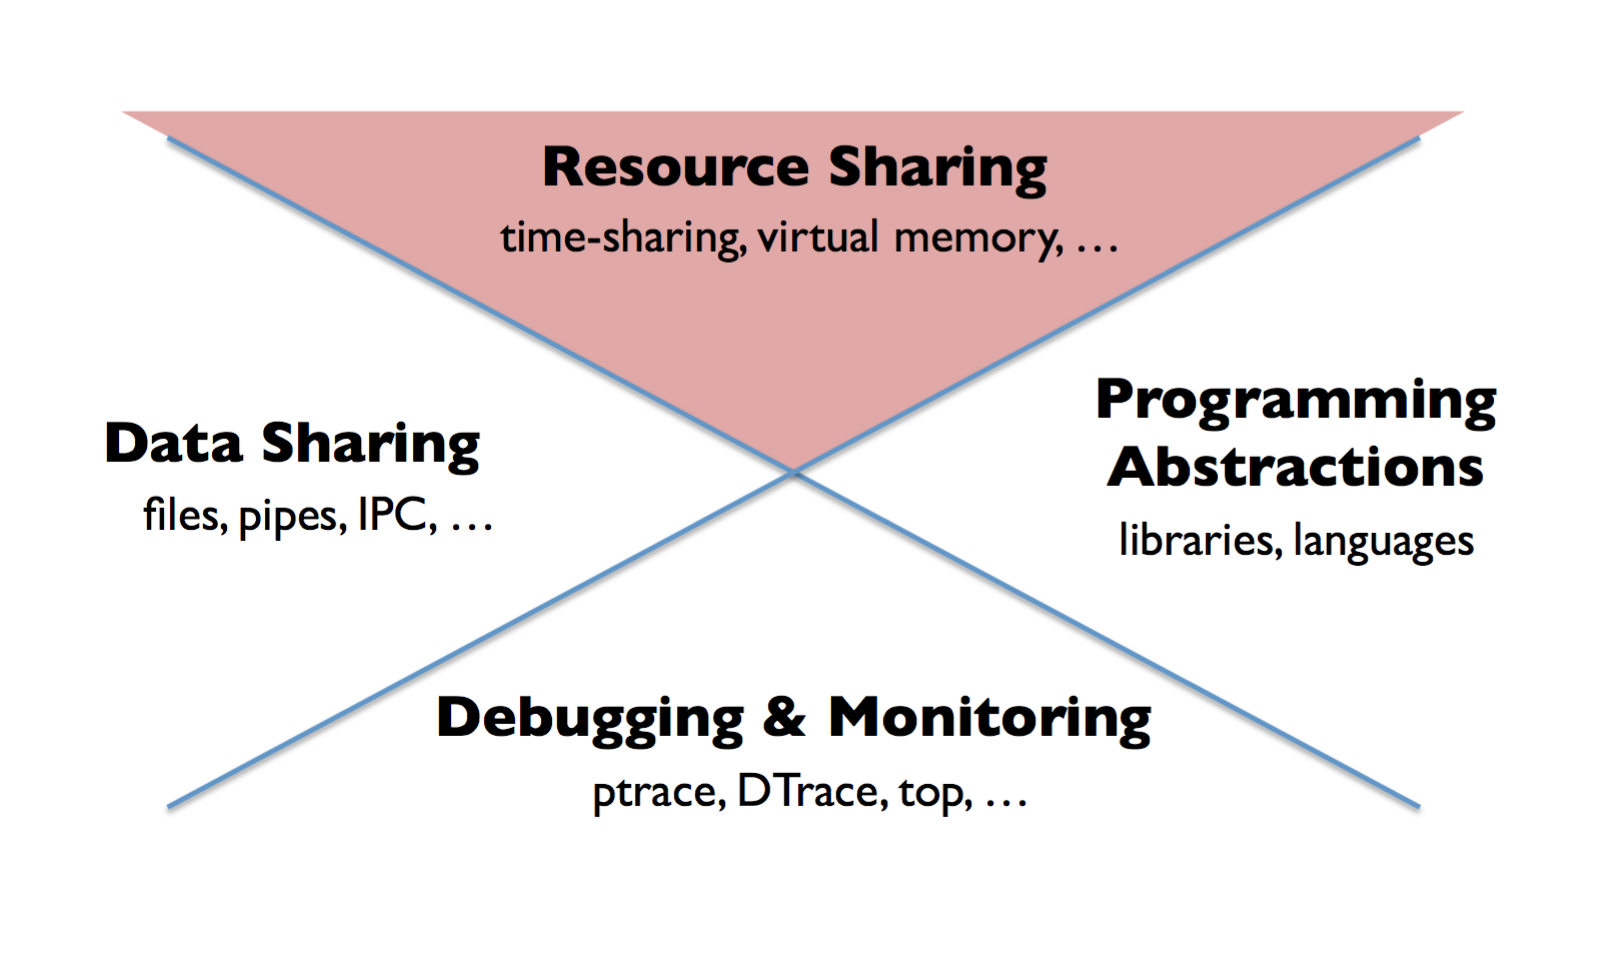 Resource Sharing
time-sharing, virtual memory, …
Data Sharing
files, pipes, IPC, …
Programming
Abstractions
libraries, languages
Debugging & Monitoring
ptrace, DTrace, top, …